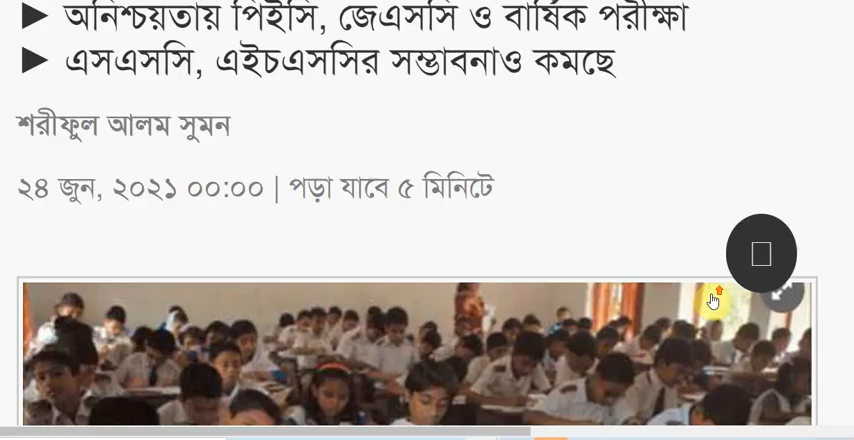 ► অনিশ্চয়তায় পিইসি, জেএসসি ও বার্ষিক পরীক্ষা
► এসএসসি, এইচএসসির সম্ভাবনাও কমছে
শরীফুল আলম সুমন
২৪ জুন, ২০২১ ০০:০০ | পড়া যাবে ৫ মিনিটে